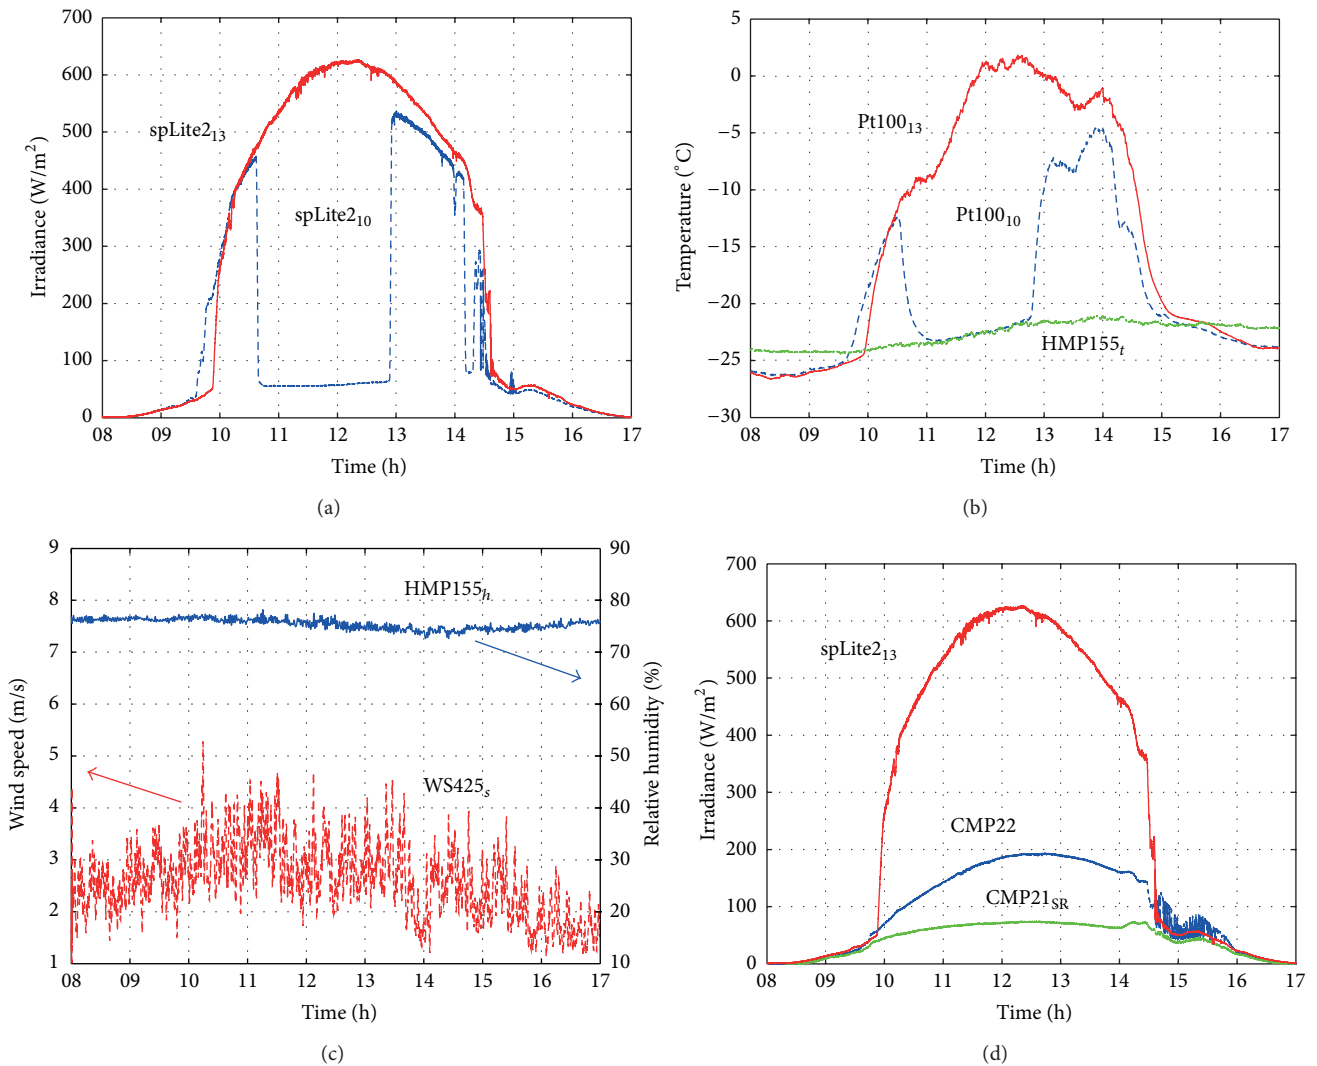 700
600
500
400
300
200
100
0
Irradiance (W/m²)
spLite2₁₃
spLite2₁₀
08 09 10 11 12 13 14 15 16 17
Time (h)
(a)
5
0
−5
−10
−15
−20
−25
−30
Temperature (°C)
Pt100₁₃
Pt100₁₀
HMP155ₜ
08 09 10 11 12 13 14 15 16 17
Time (h)
(b)
9
8
7
6
5
4
3
2
1
Wind speed (m/s)
HMP155ₕ
WS425ₛ
90
80
70
60
50
40
30
20
10
Relative humidity (%)
08 09 10 11 12 13 14 15 16 17
Time (h)
(c)
700
600
500
400
300
200
100
0
Irradiance (W/m²)
spLite2₁₃
CMP22
CMP21SR
08 09 10 11 12 13 14 15 16 17
Time (h)
(d)